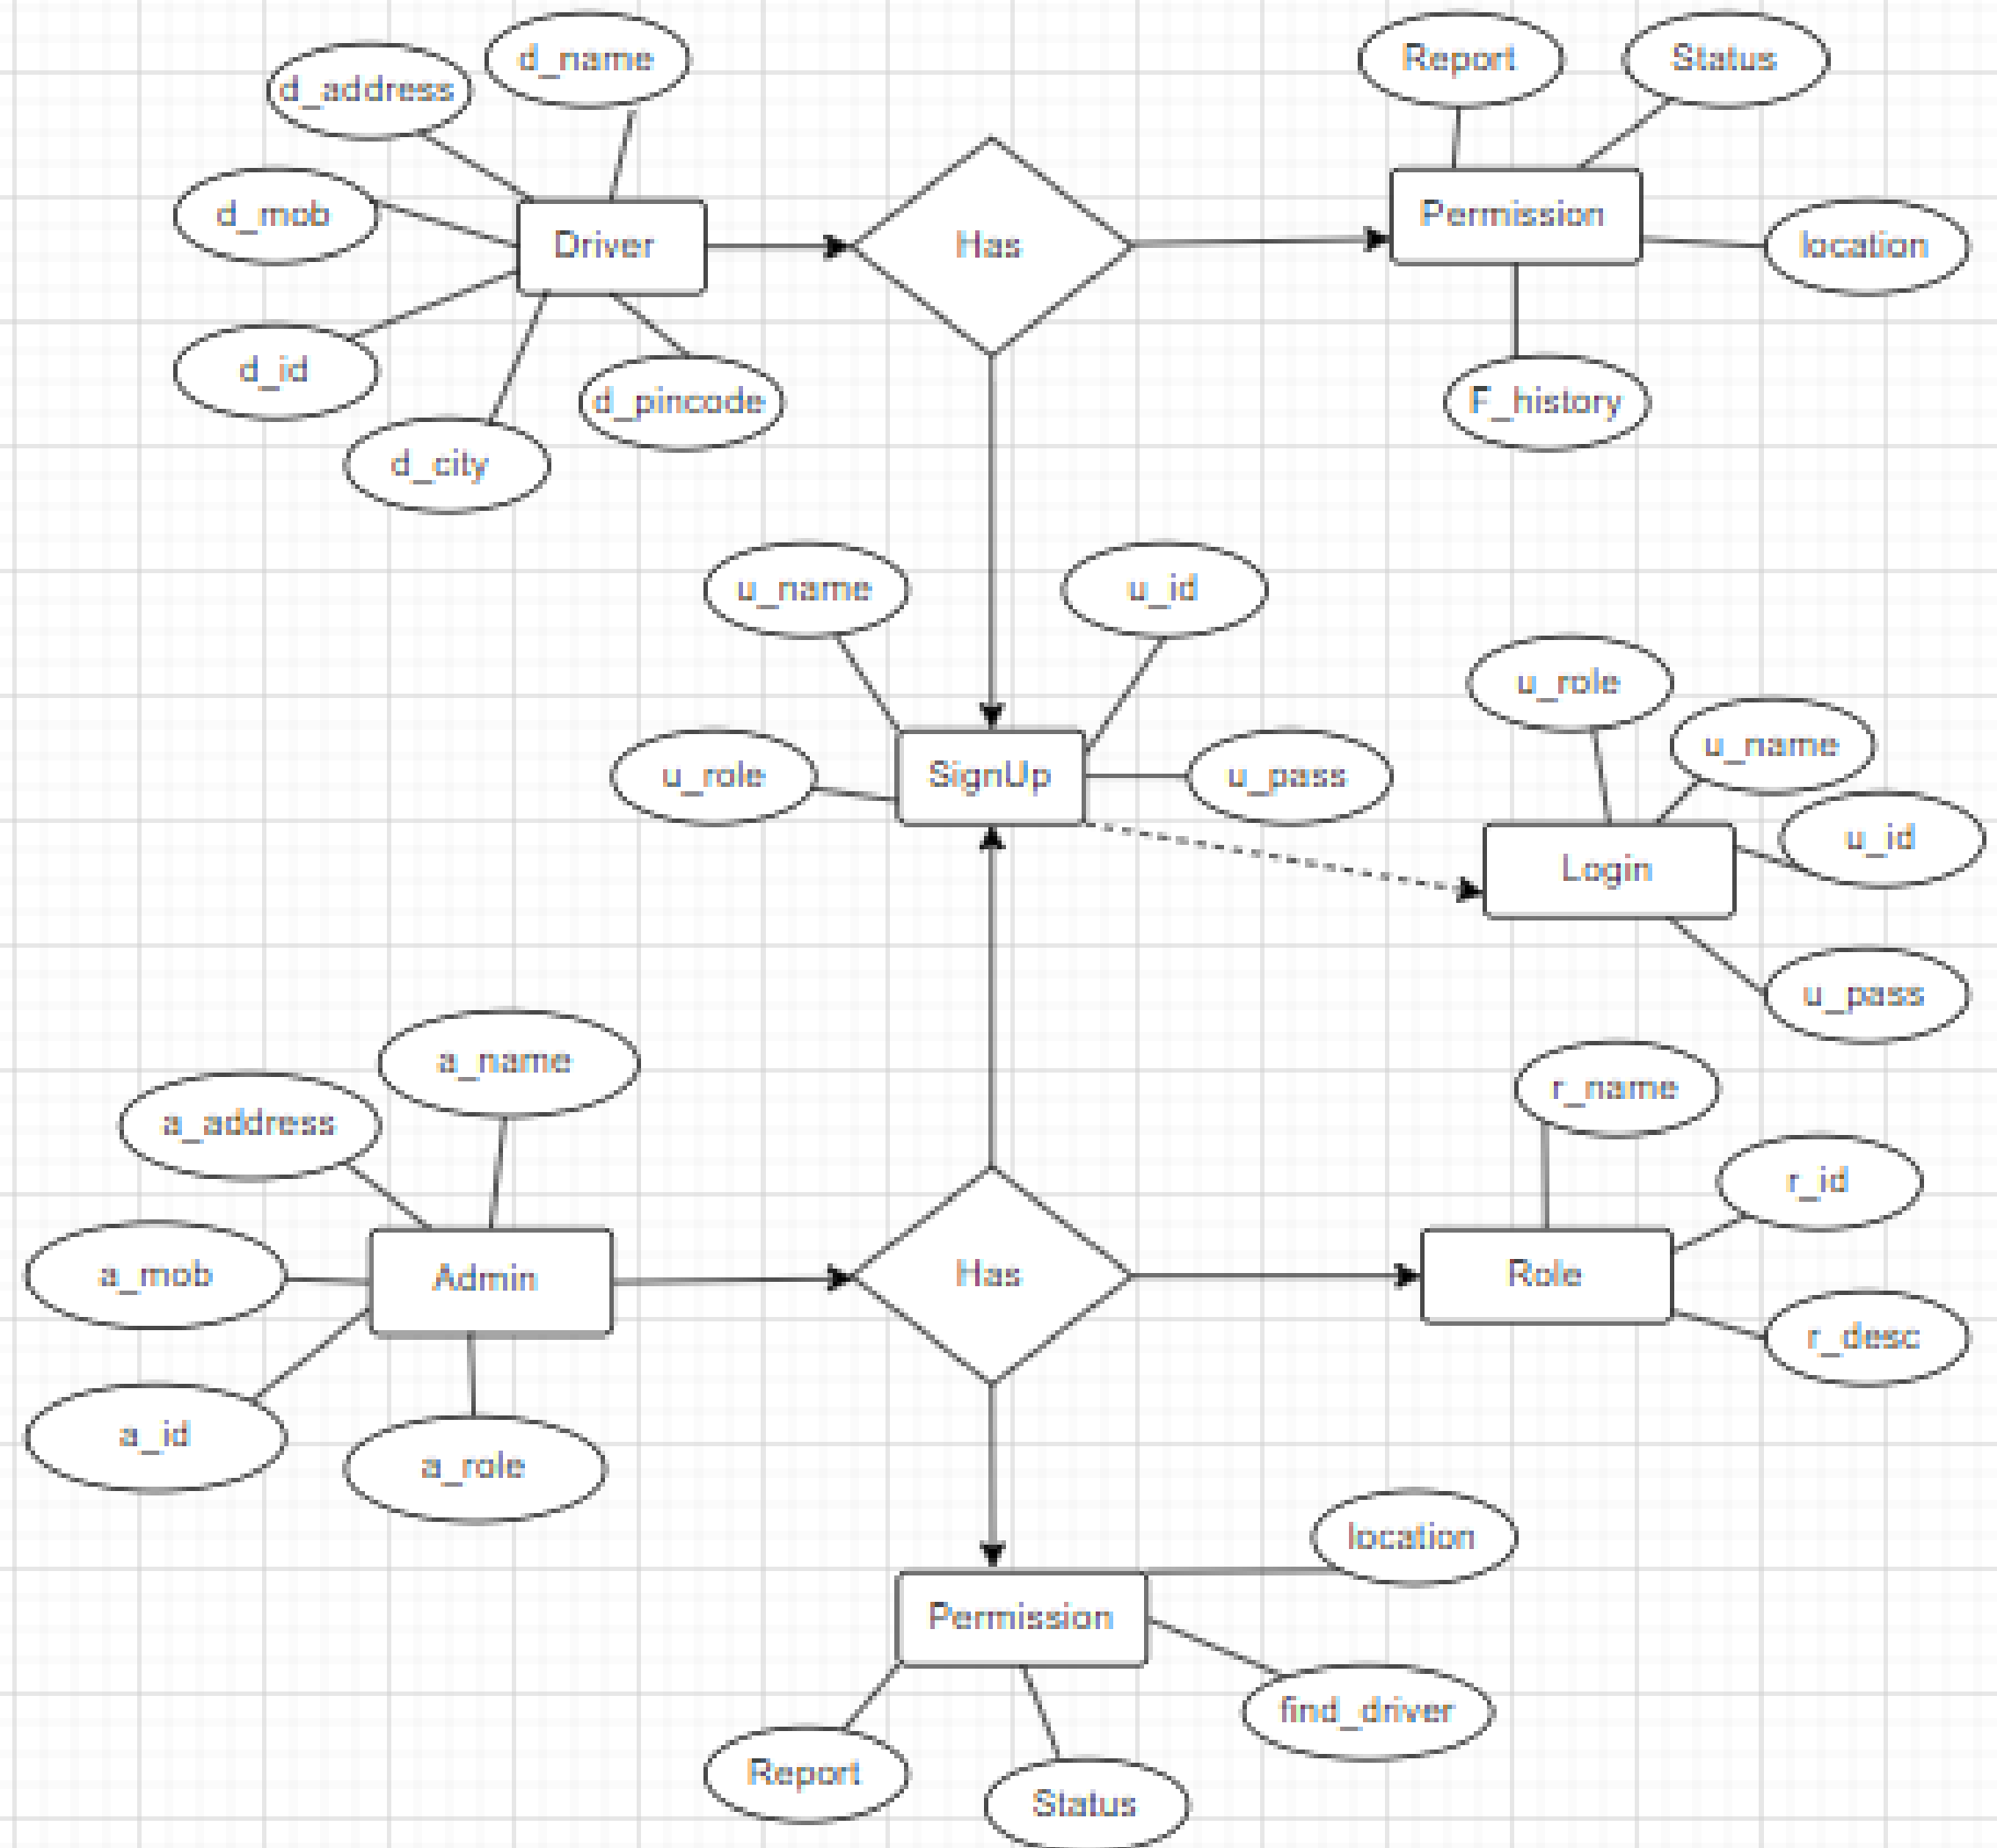 d_name
Report
Status
d_address
d_mob
Driver
Has
Permission
location
d_id
d_pincode
F_history
d_city
u_name
u_id
u_role
u_name
u_role
SignUp
u_pass
u_id
Login
u_pass
a_name
r_name
a_address
r_id
a_mob
Admin
Has
Role
r_desc
a_id
a_role
location
Permission
find_driver
Report
Status